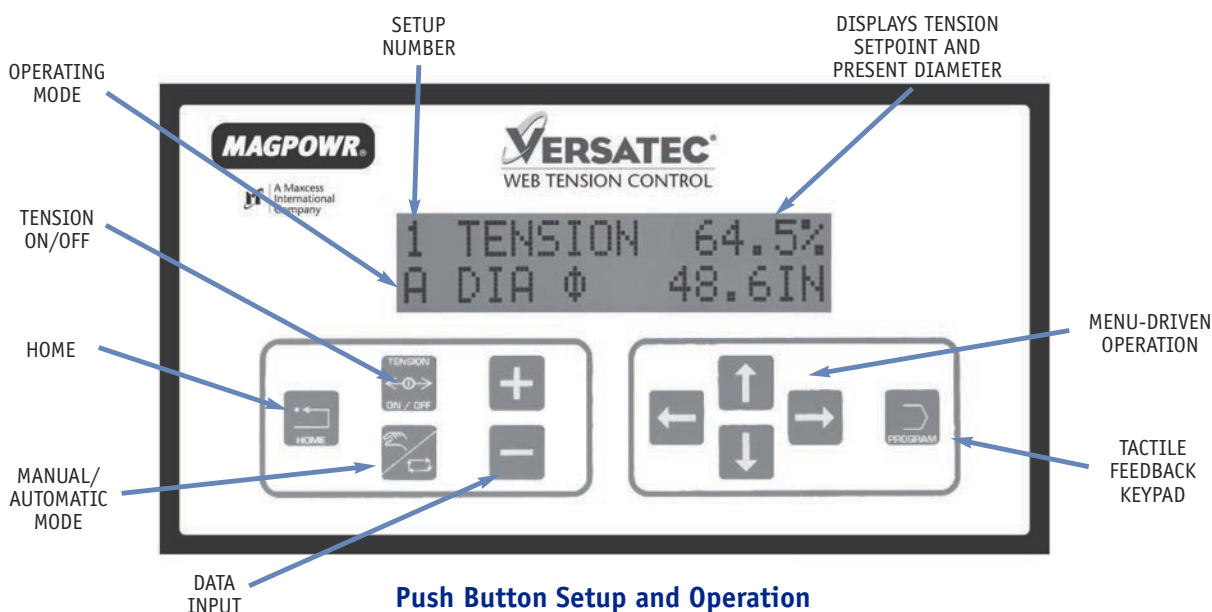 SETUP
NUMBER
DISPLAYS TENSION
SETPOINT AND
PRESENT DIAMETER
OPERATING
MODE
MAGPOWR®
A Maxcess
International
Company
VERSATEC®
WEB TENSION CONTROL
TENSION
ON/OFF
1 TENSION 64.5%
A DIA Φ 48.6IN
HOME
MENU-DRIVEN
OPERATION
TENSION
ON / OFF
+
HOME
−
PROGRAM
MANUAL/
AUTOMATIC
MODE
TACTILE
FEEDBACK
KEYPAD
DATA
INPUT
Push Button Setup and Operation